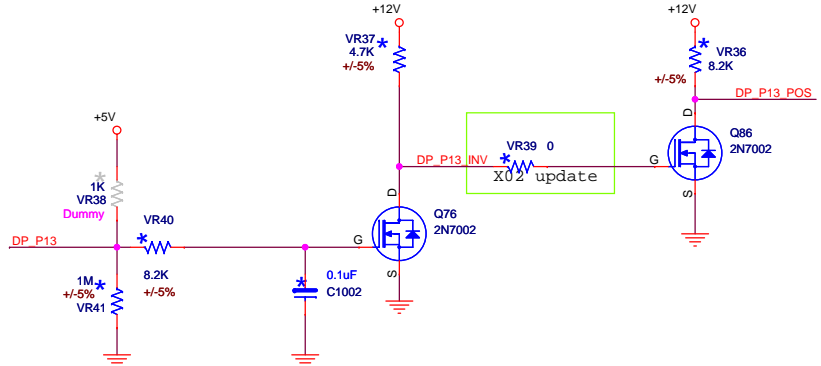 +12V
VR37
4.7K
+/-5%
+12V
VR36
8.2K
+/-5%
DP_P13_POS
D
Q86
2N7002
G
S
VR39 0
DP_P13_INV
X02 update
+5V
1K
VR38
Dummy
VR40
8.2K
+/-5%
DP_P13
1M
+/-5%
VR41
0.1uF
C1002
D
Q76
2N7002
G
S